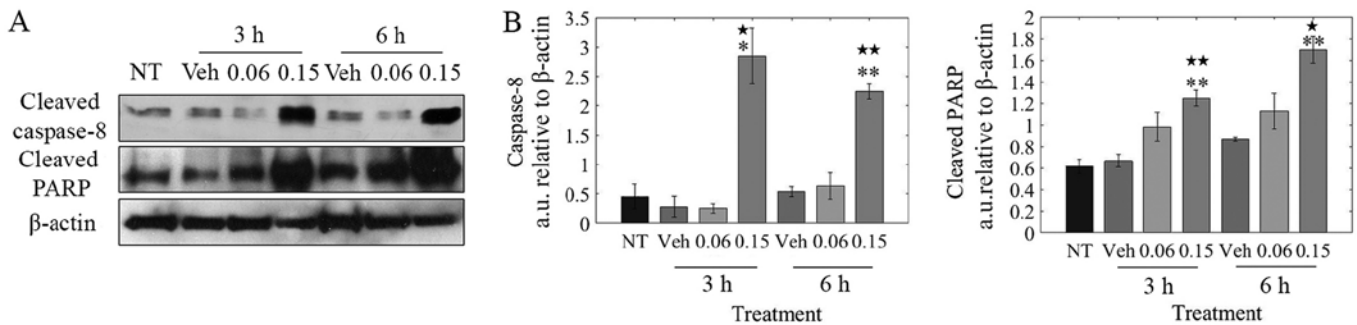 A
3 h
6 h
NT
Veh 0.06 0.15
Veh 0.06 0.15
Cleaved
caspase-8
Cleaved
PARP
β-actin
B
Caspase-8
a.u. relative to β-actin
3.5
3
2.5
2
1.5
1
0.5
0
★
*
★★
**
NT
Veh 0.06 0.15
Veh 0.06 0.15
3 h
6 h
Treatment
Cleaved PARP
a.u.relative to β-actin
2
1.8
1.6
1.4
1.2
1
0.8
0.6
0.4
0.2
0
★★
**
★
**
NT
Veh 0.06 0.15
Veh 0.06 0.15
3 h
6 h
Treatment